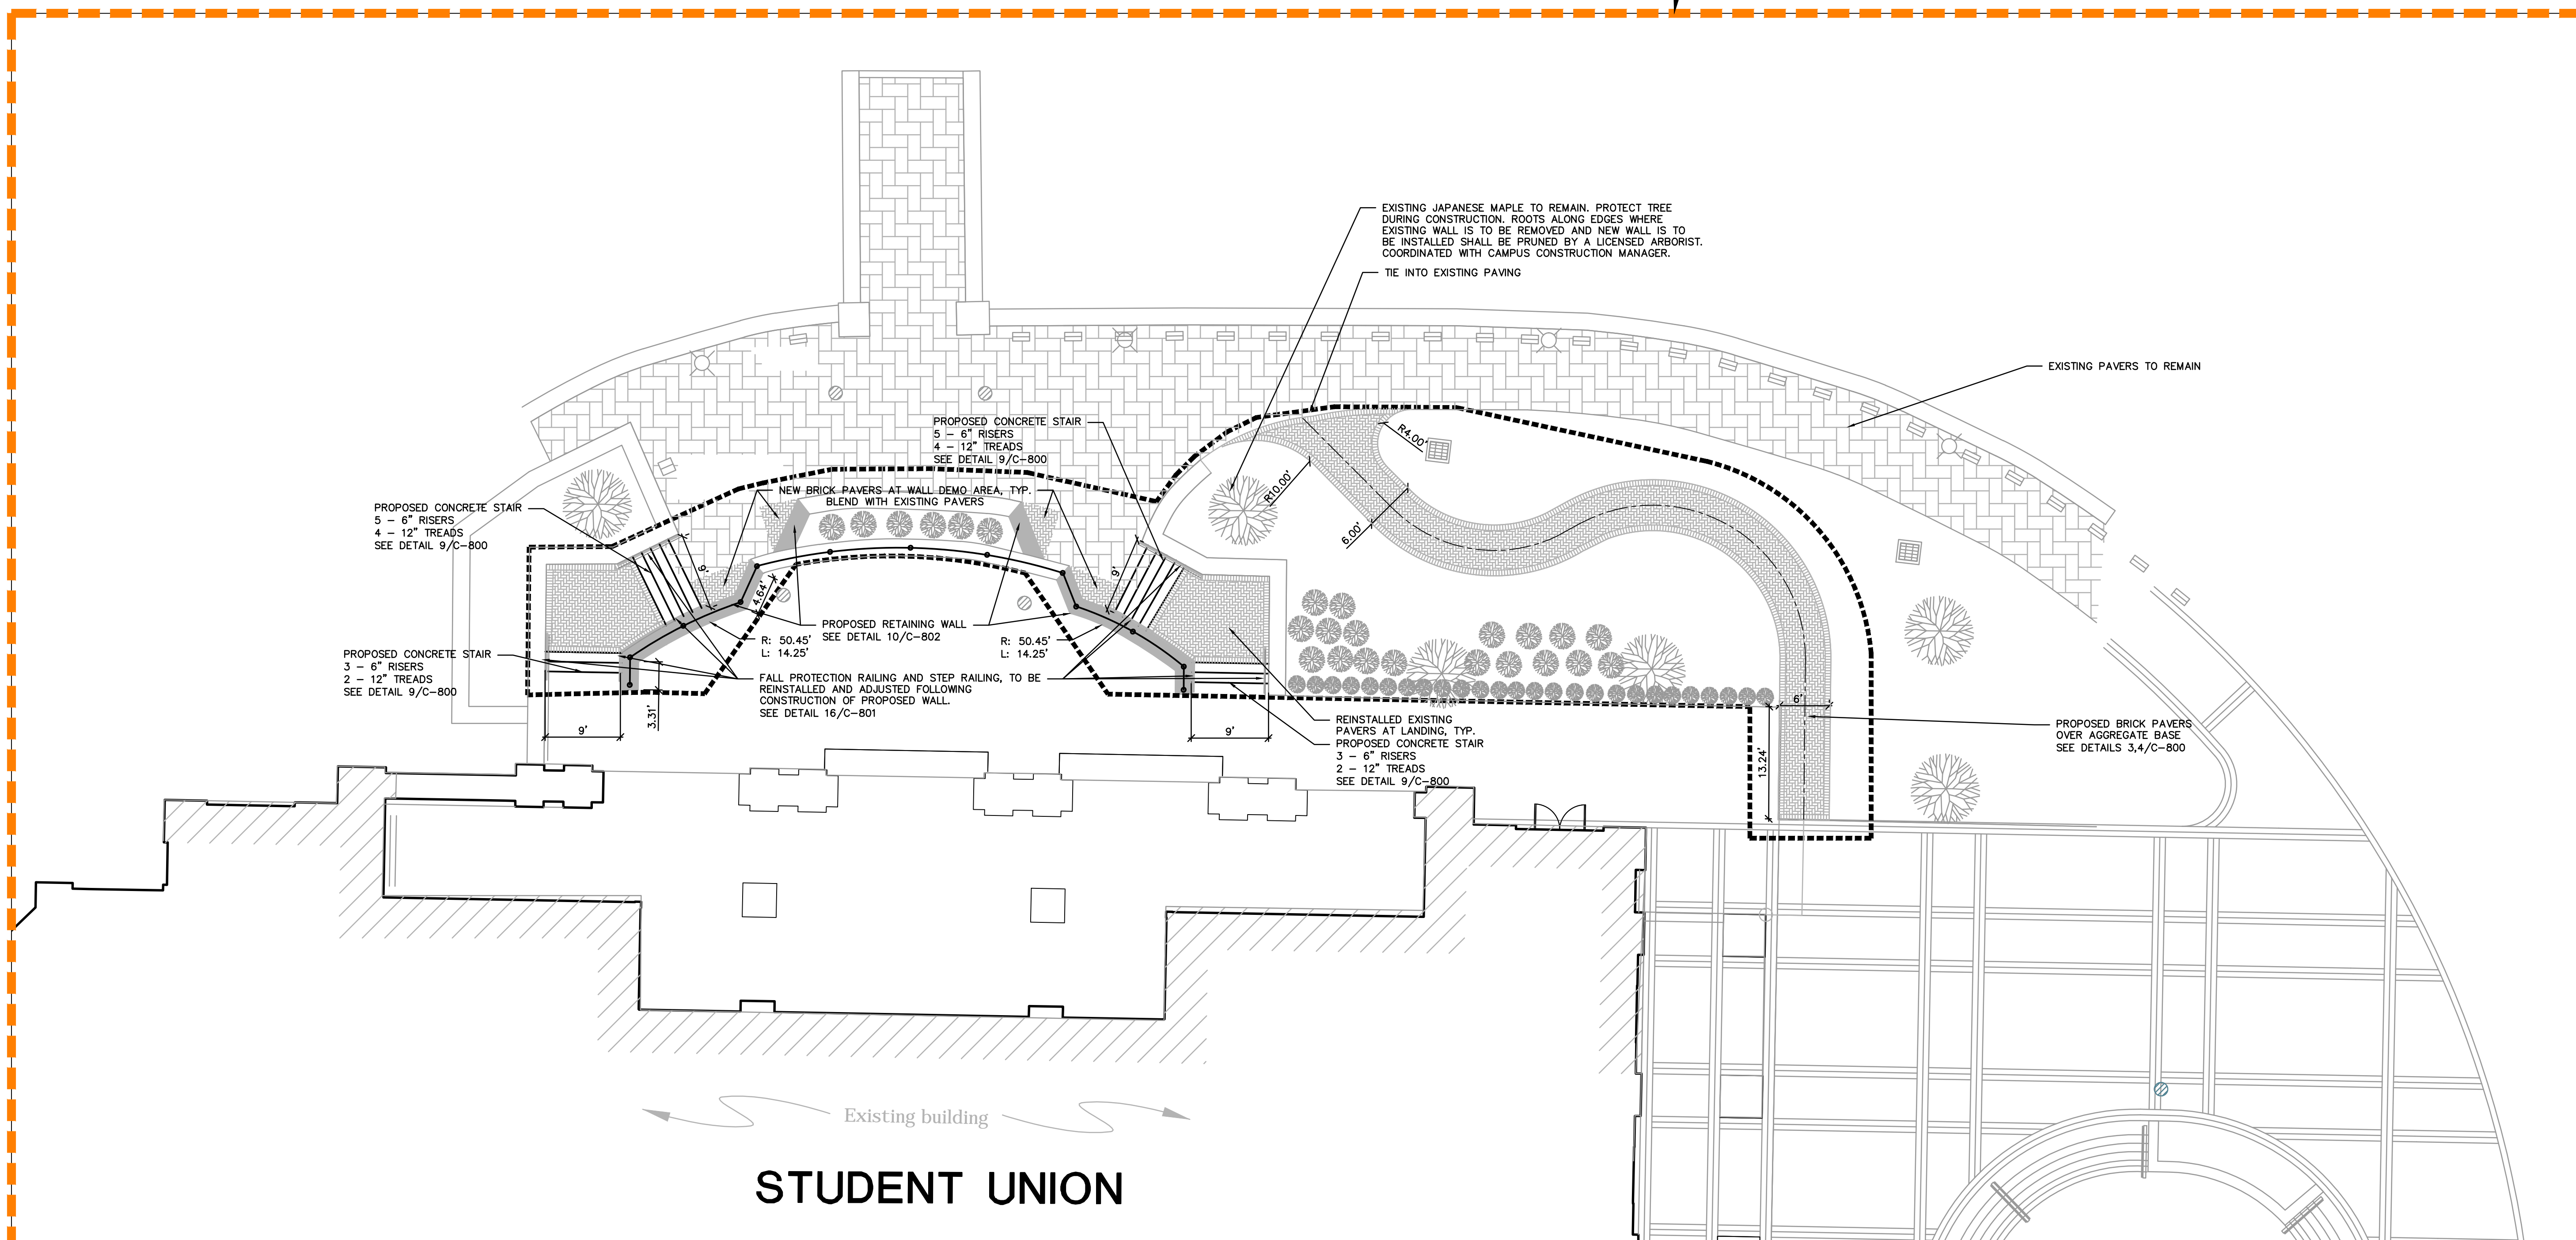 EXISTING JAPANESE MAPLE TO REMAIN. PROTECT TREE
DURING CONSTRUCTION. ROOTS ALONG EDGES WHERE
EXISTING WALL IS TO BE REMOVED AND NEW WALL IS TO
BE INSTALLED SHALL BE PRUNED BY A LICENSED ARBORIST.
COORDINATED WITH CAMPUS CONSTRUCTION MANAGER.
TIE INTO EXISTING PAVING
EXISTING PAVERS TO REMAIN
PROPOSED CONCRETE STAIR
5 – 6" RISERS
4 – 12" TREADS
SEE DETAIL 9/C-800
R4.00'
R10.00'
6.00'
NEW BRICK PAVERS AT WALL DEMO AREA, TYP.
BLEND WITH EXISTING PAVERS
PROPOSED CONCRETE STAIR
5 – 6" RISERS
4 – 12" TREADS
SEE DETAIL 9/C-800
9'
4.64'
9'
PROPOSED RETAINING WALL
SEE DETAIL 10/C-802
R: 50.45'
L: 14.25'
R: 50.45'
L: 14.25'
PROPOSED CONCRETE STAIR
3 – 6" RISERS
2 – 12" TREADS
SEE DETAIL 9/C-800
FALL PROTECTION RAILING AND STEP RAILING, TO BE
REINSTALLED AND ADJUSTED FOLLOWING
CONSTRUCTION OF PROPOSED WALL.
SEE DETAIL 16/C-801
3.31'
9'
9'
REINSTALLED EXISTING
PAVERS AT LANDING, TYP.
PROPOSED CONCRETE STAIR
3 – 6" RISERS
2 – 12" TREADS
SEE DETAIL 9/C-800
6'
13.24'
PROPOSED BRICK PAVERS
OVER AGGREGATE BASE
SEE DETAILS 3,4/C-800
Existing building
STUDENT UNION